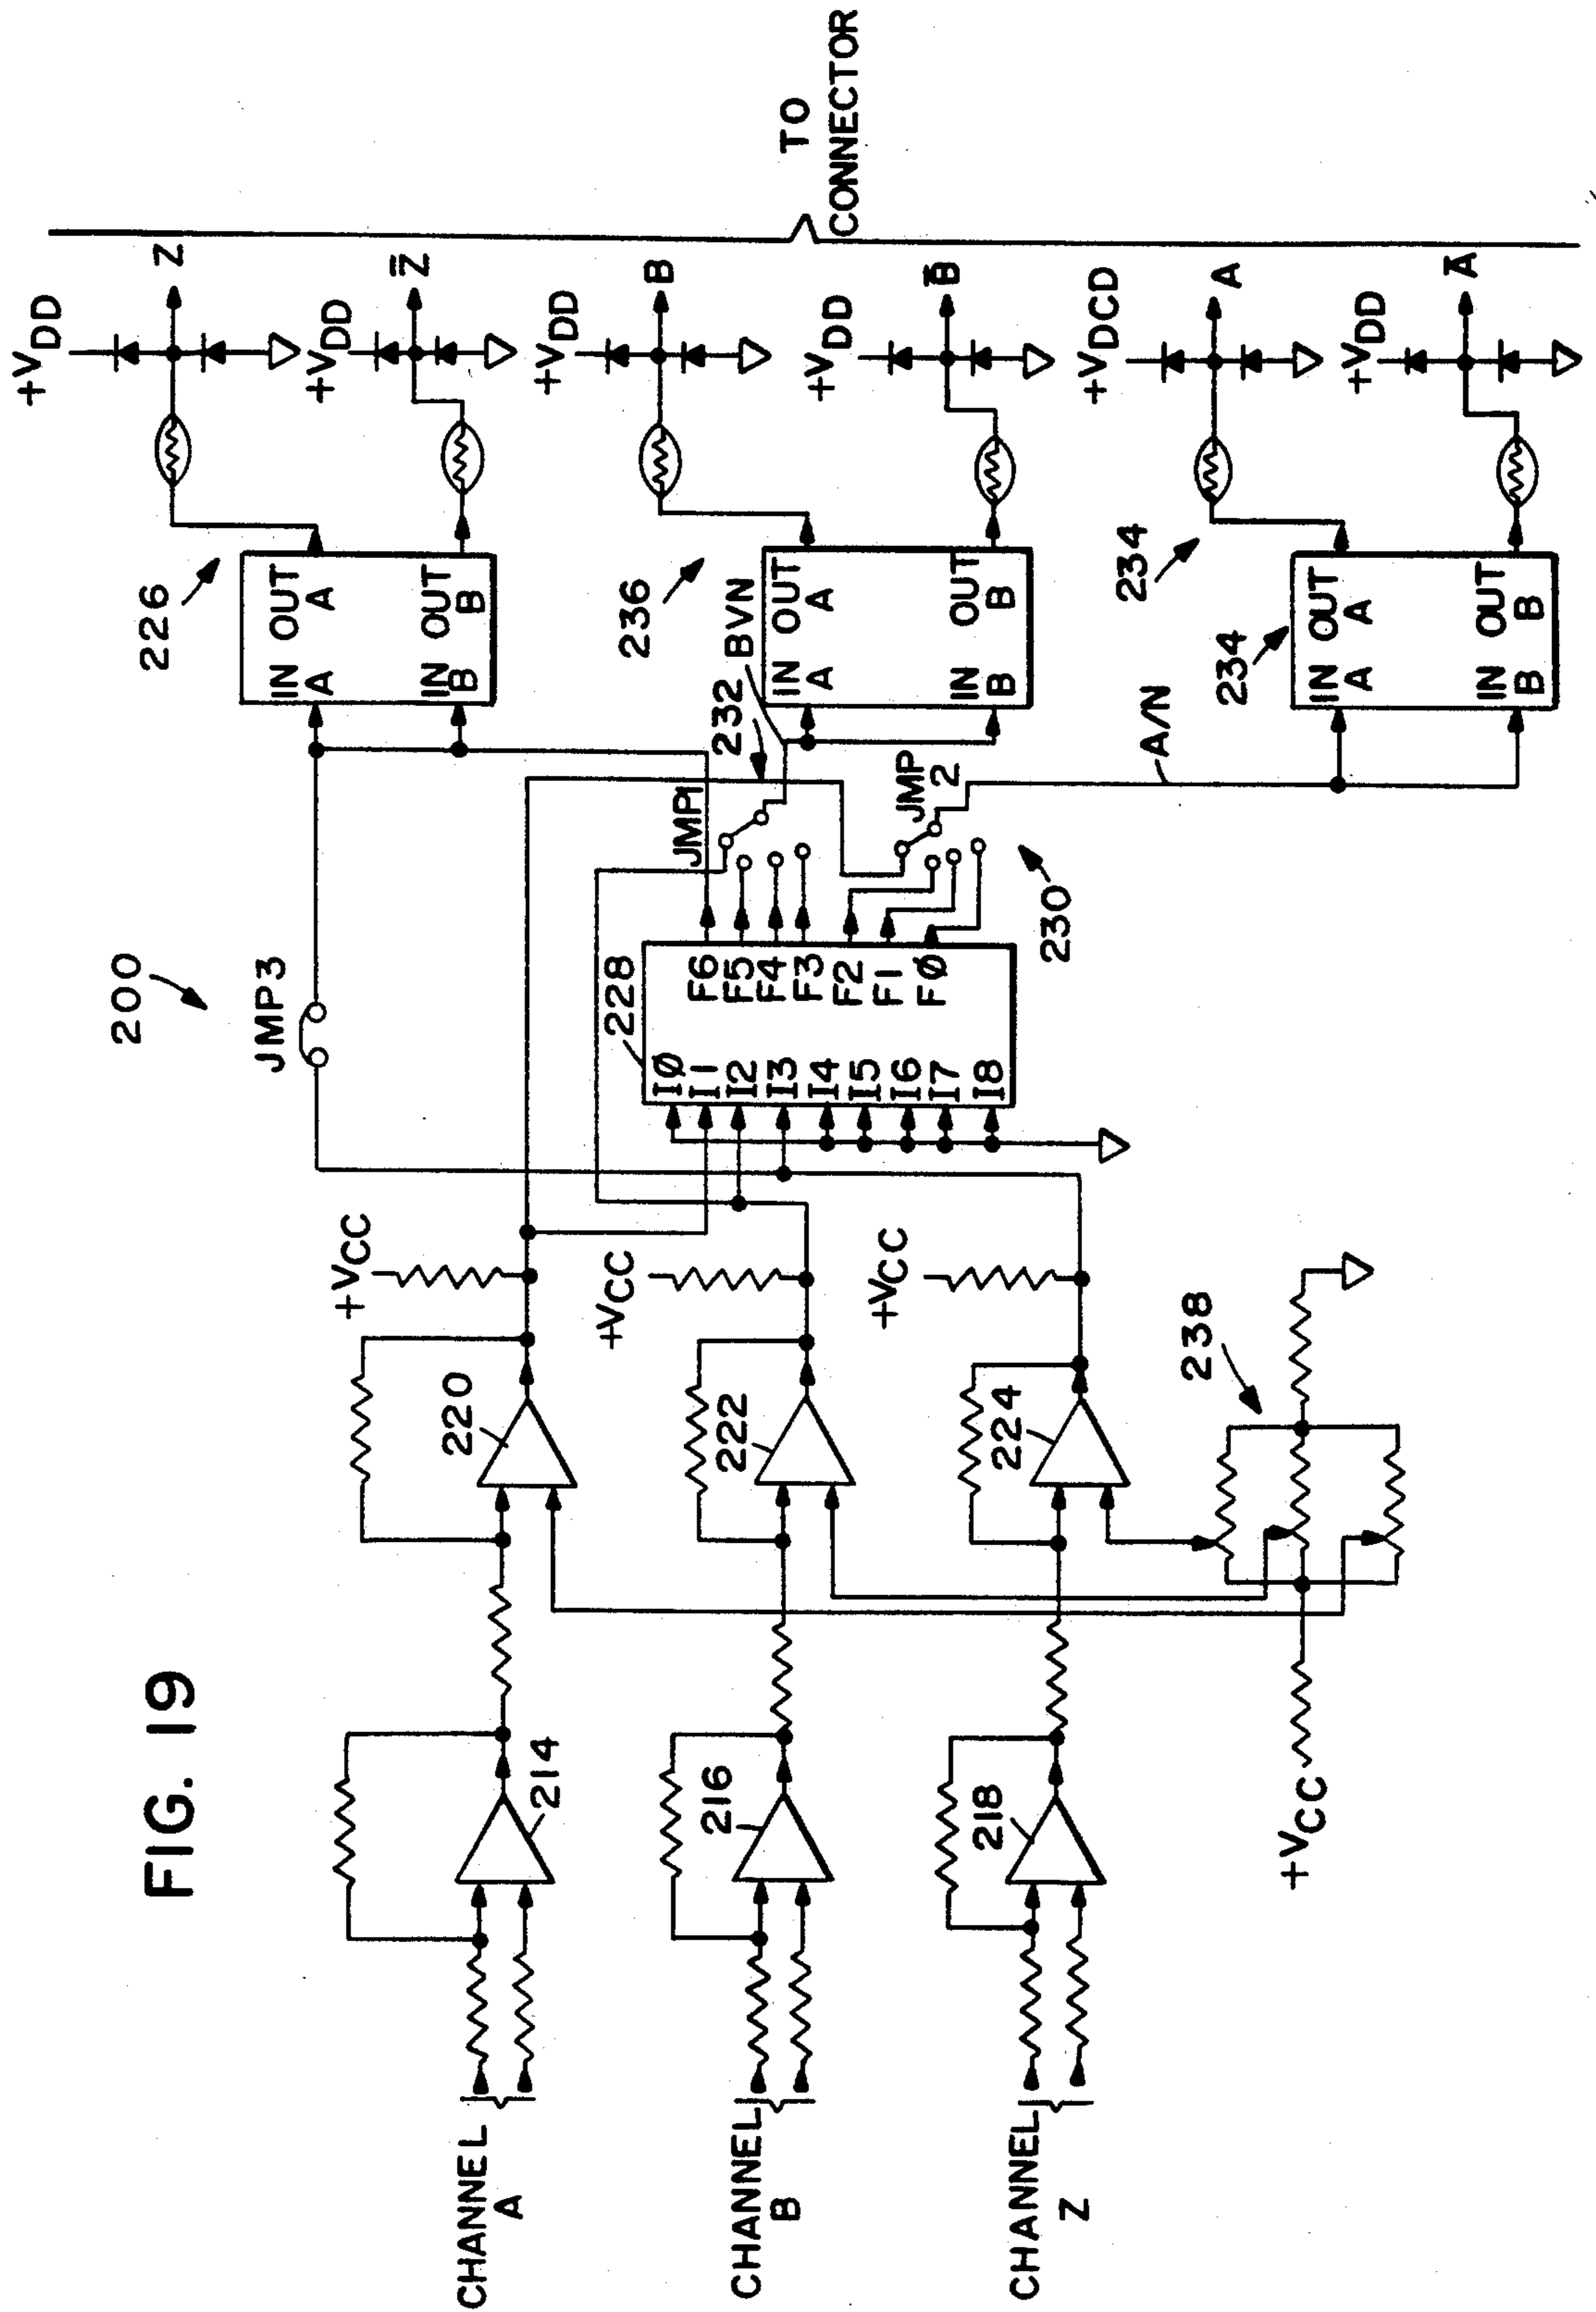 FIG. 19
200
CHANNEL
A
CHANNEL
B
CHANNEL
Z
214
216
218
220
222
224
+VCC
+VCC
+VCC
+VCC
238
JMP3
228
IØ
I1
I2
I3
I4
I5
I6
I7
I8
F6
F5
F4
F3
F2
F1
FØ
230
JMP1
232
BVN
JMP
2
A/N
226
IN OUT
A A
IN OUT
B B
236
IN OUT
A A
IN OUT
B B
234
234
IN OUT
A A
IN OUT
B B
+VDD
Z
+VDD
Z̅
+VDD
B
+VDD
B̅
+VDCD
A
+VDD
A̅
TO
CONNECTOR